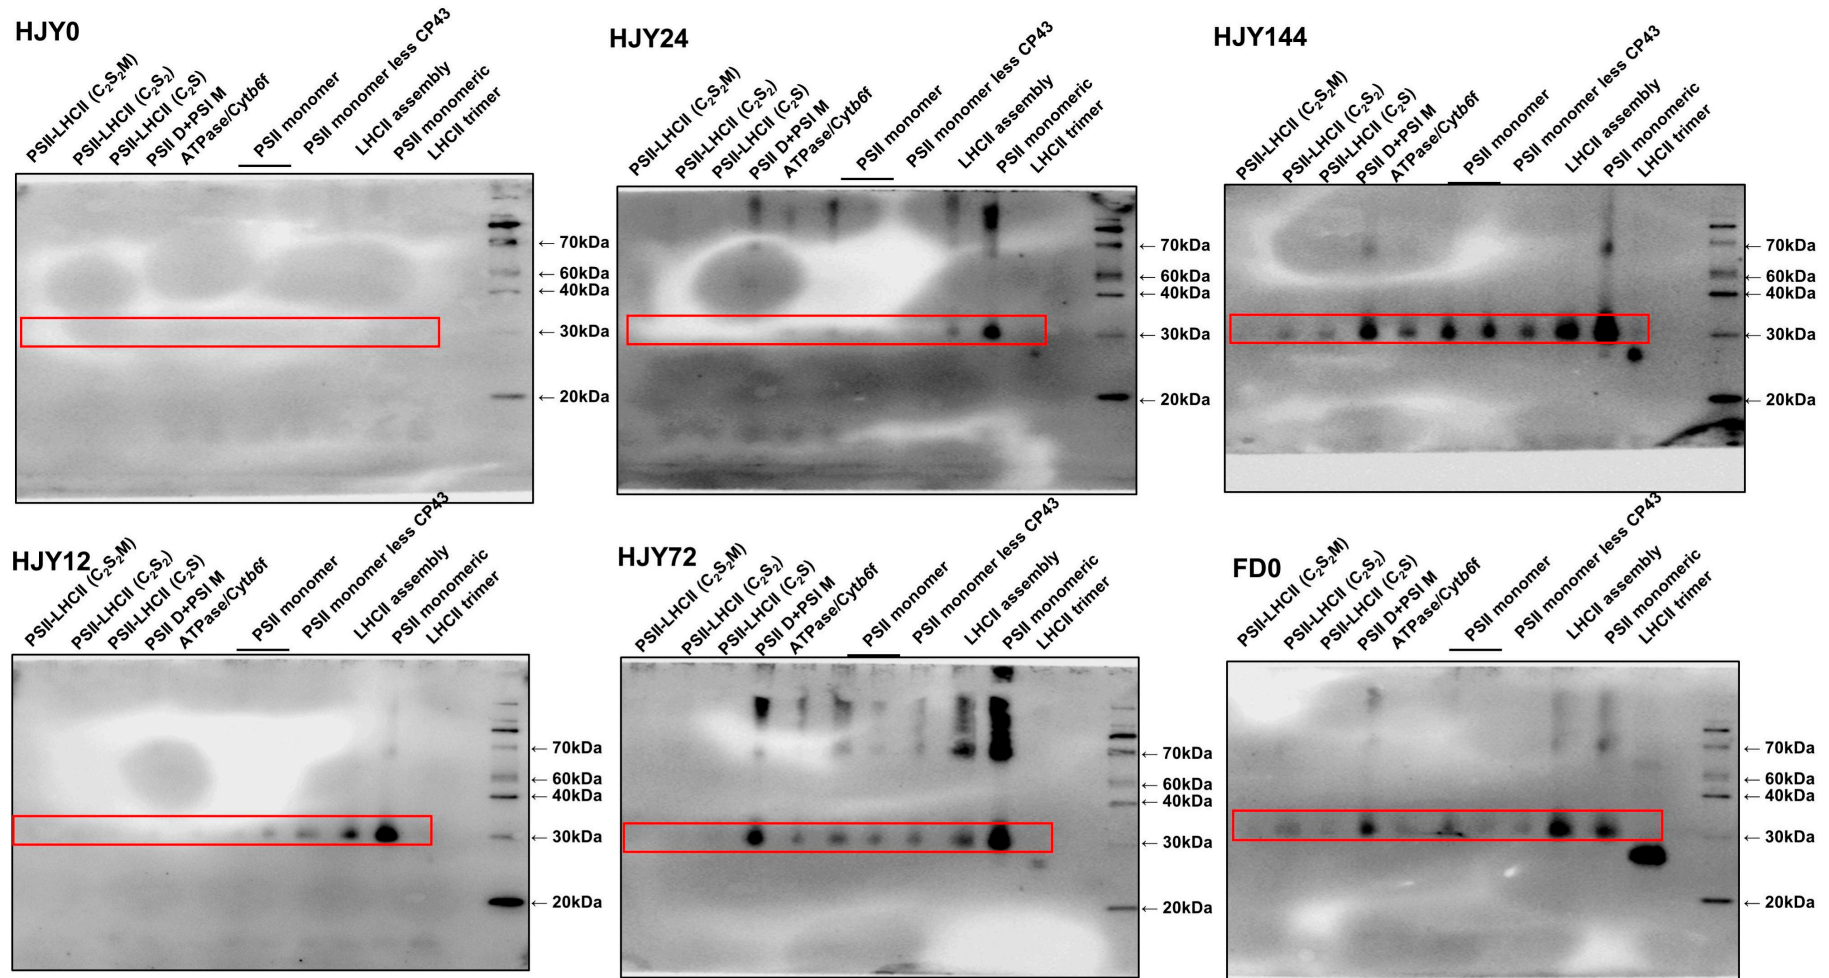 HJY0
PSII-LHCII (C₂S₂M)
PSII-LHCII (C₂S₂)
PSII-LHCII (C₂S)
PSII D+PSI M
ATPase/Cytb6f
PSII monomer
PSII monomer less CP43
LHCII assembly
PSII monomeric
LHCII trimer
← 70kDa
← 60kDa
← 40kDa
← 30kDa
← 20kDa
HJY24
PSII-LHCII (C₂S₂M)
PSII-LHCII (C₂S₂)
PSII-LHCII (C₂S)
PSII D+PSI M
ATPase/Cytb6f
PSII monomer
PSII monomer less CP43
LHCII assembly
PSII monomeric
LHCII trimer
← 70kDa
← 60kDa
← 40kDa
← 30kDa
← 20kDa
HJY144
PSII-LHCII (C₂S₂M)
PSII-LHCII (C₂S₂)
PSII-LHCII (C₂S)
PSII D+PSI M
ATPase/Cytb6f
PSII monomer
PSII monomer less CP43
LHCII assembly
PSII monomeric
LHCII trimer
← 70kDa
← 60kDa
← 40kDa
← 30kDa
← 20kDa
HJY12
PSII-LHCII (C₂S₂M)
PSII-LHCII (C₂S₂)
PSII-LHCII (C₂S)
PSII D+PSI M
ATPase/Cytb6f
PSII monomer
PSII monomer less CP43
LHCII assembly
PSII monomeric
LHCII trimer
← 70kDa
← 60kDa
← 40kDa
← 30kDa
← 20kDa
HJY72
PSII-LHCII (C₂S₂M)
PSII-LHCII (C₂S₂)
PSII-LHCII (C₂S)
PSII D+PSI M
ATPase/Cytb6f
PSII monomer
PSII monomer less CP43
LHCII assembly
PSII monomeric
LHCII trimer
← 70kDa
← 60kDa
← 40kDa
← 30kDa
← 20kDa
FD0
PSII-LHCII (C₂S₂M)
PSII-LHCII (C₂S₂)
PSII-LHCII (C₂S)
PSII D+PSI M
ATPase/Cytb6f
PSII monomer
PSII monomer less CP43
LHCII assembly
PSII monomeric
LHCII trimer
← 70kDa
← 60kDa
← 40kDa
← 30kDa
← 20kDa